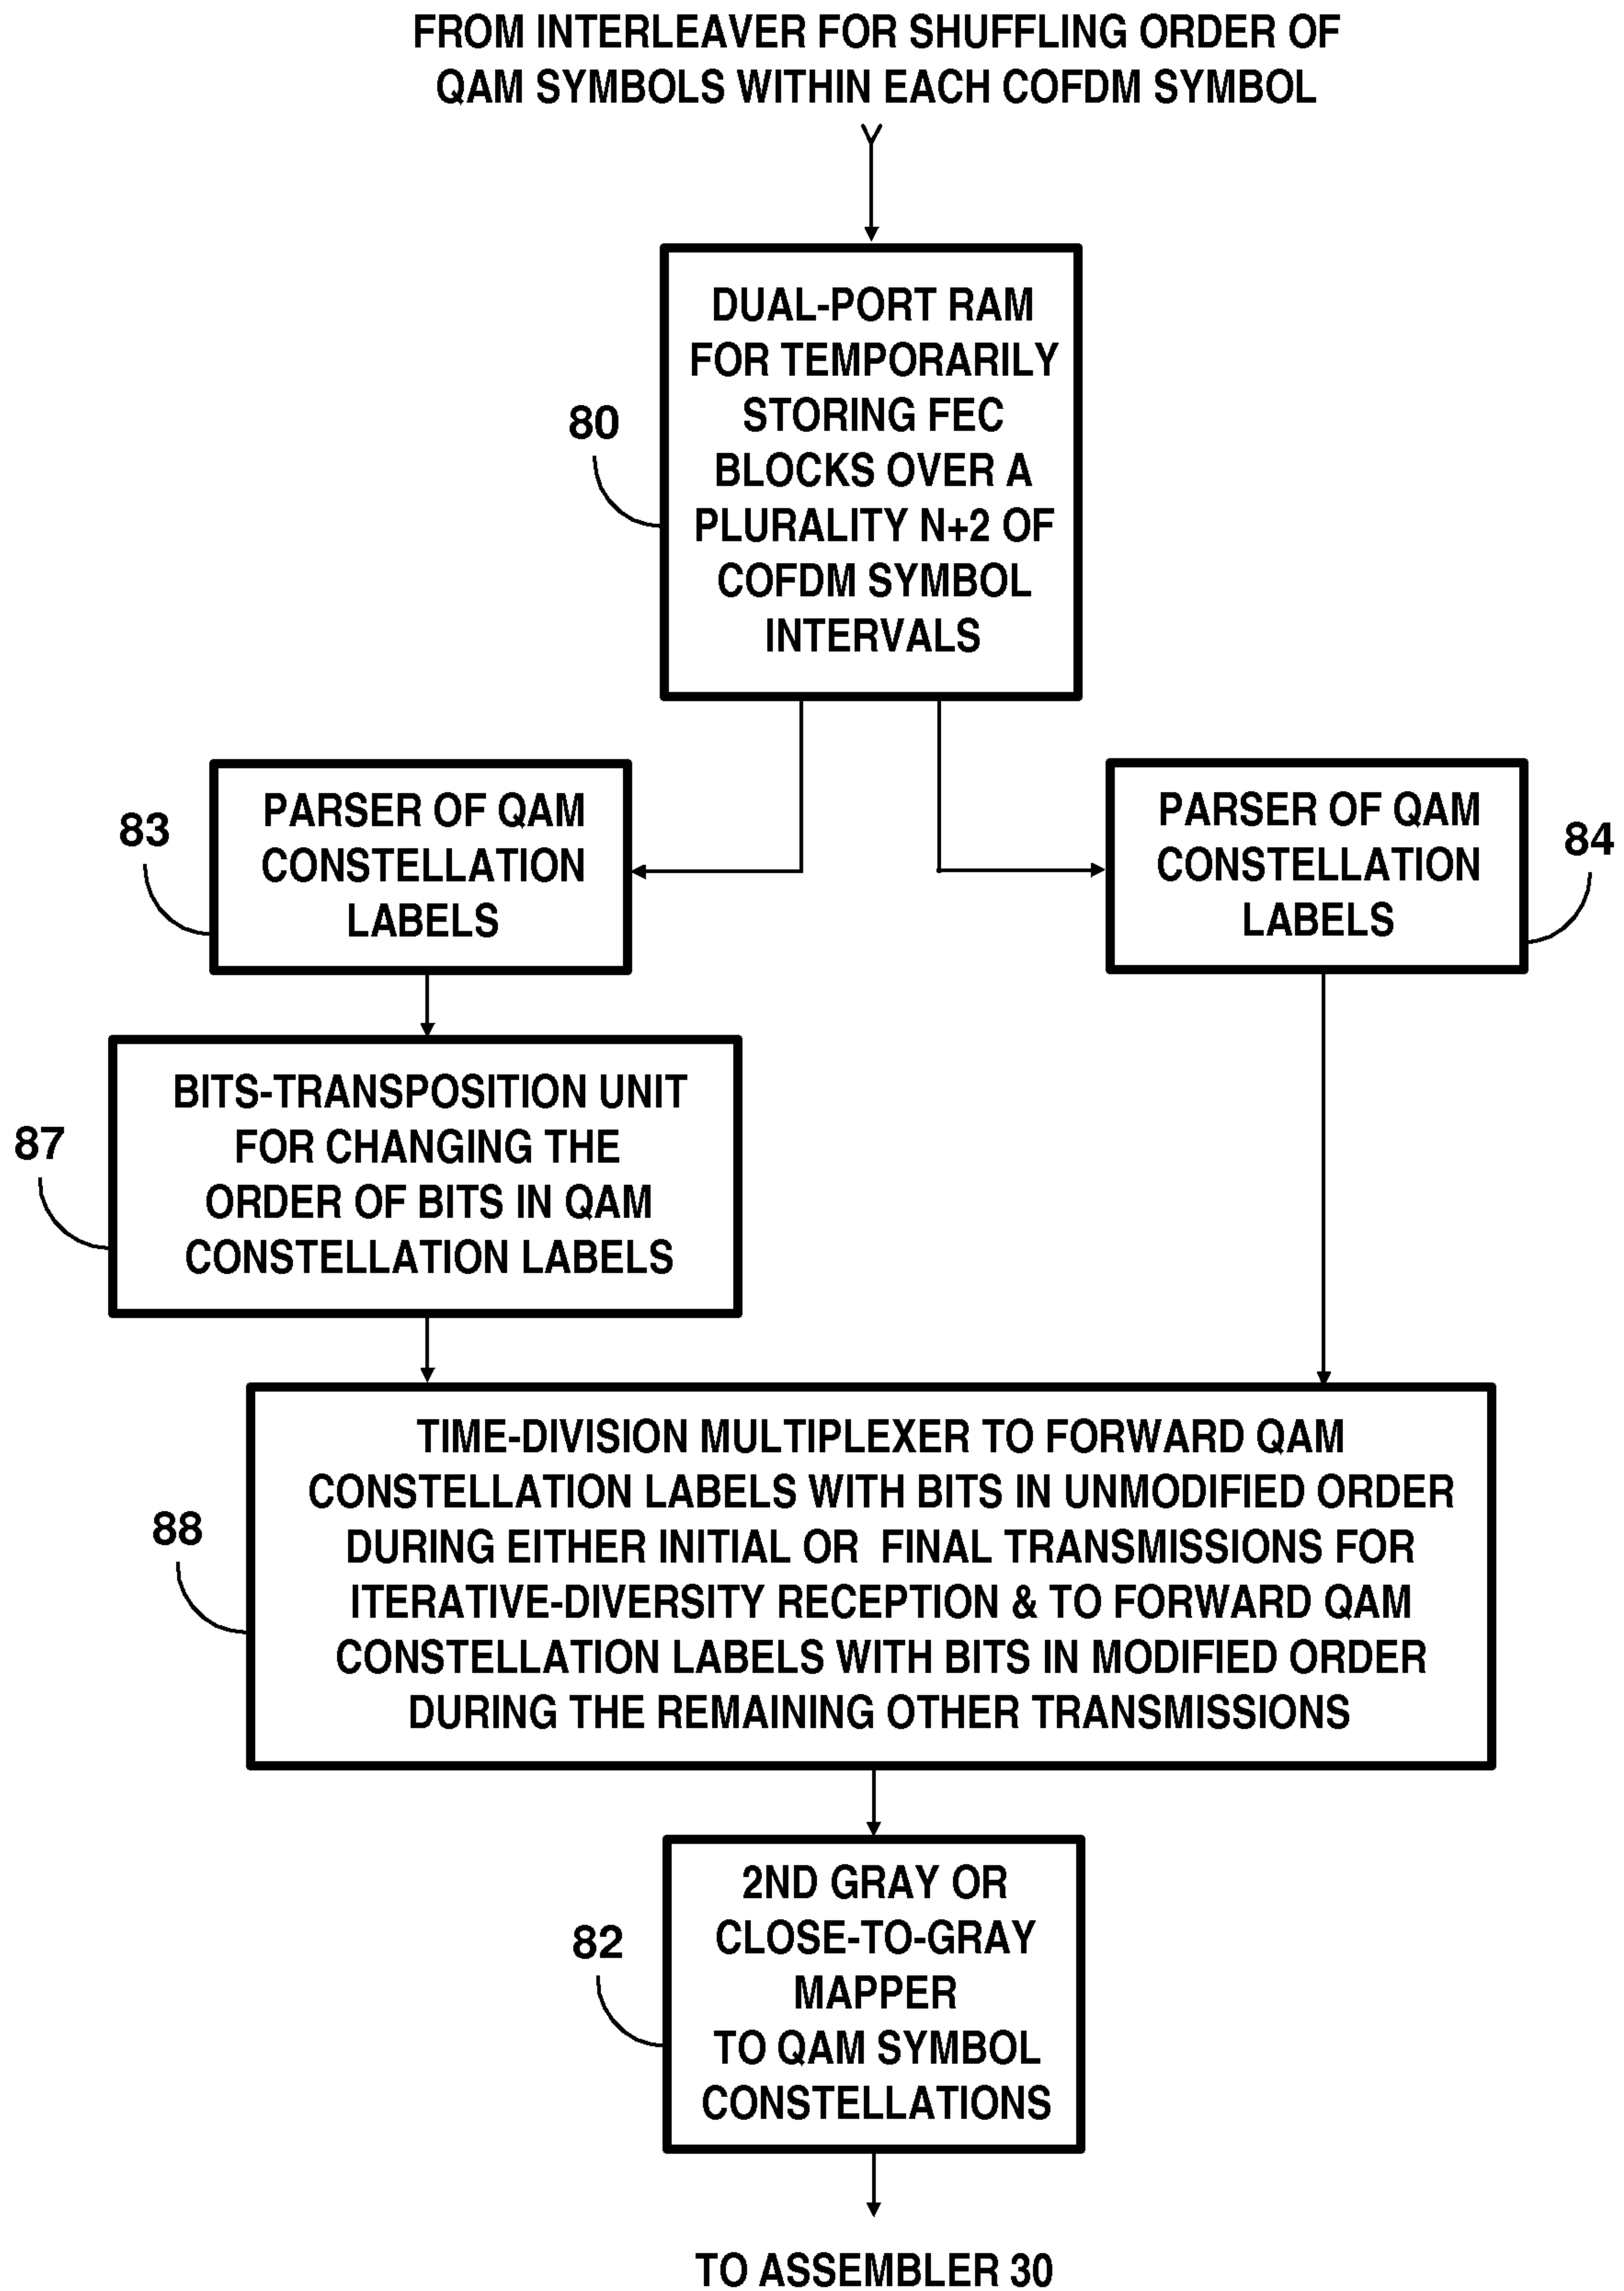 FROM INTERLEAVER FOR SHUFFLING ORDER OF
QAM SYMBOLS WITHIN EACH COFDM SYMBOL
DUAL-PORT RAM
FOR TEMPORARILY
STORING FEC
BLOCKS OVER A
PLURALITY N+2 OF
COFDM SYMBOL
INTERVALS
80
PARSER OF QAM
CONSTELLATION
LABELS
83
PARSER OF QAM
CONSTELLATION
LABELS
84
BITS-TRANSPOSITION UNIT
FOR CHANGING THE
ORDER OF BITS IN QAM
CONSTELLATION LABELS
87
TIME-DIVISION MULTIPLEXER TO FORWARD QAM
CONSTELLATION LABELS WITH BITS IN UNMODIFIED ORDER
DURING EITHER INITIAL OR FINAL TRANSMISSIONS FOR
ITERATIVE-DIVERSITY RECEPTION & TO FORWARD QAM
CONSTELLATION LABELS WITH BITS IN MODIFIED ORDER
DURING THE REMAINING OTHER TRANSMISSIONS
88
2ND GRAY OR
CLOSE-TO-GRAY
MAPPER
TO QAM SYMBOL
CONSTELLATIONS
82
TO ASSEMBLER 30